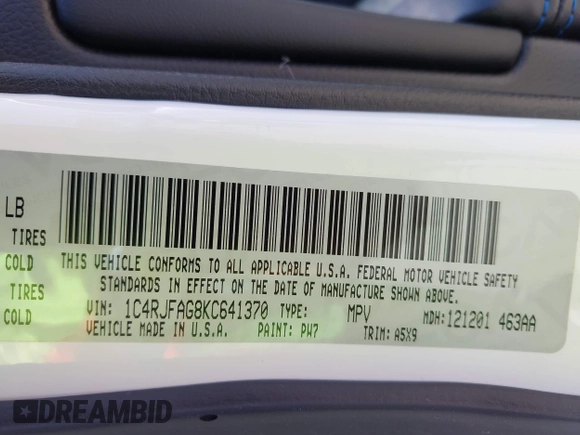 LB
TIRES
COLD
COLD
COLD
THIS VEHICLE CONFORMS TO ALL APPLICABLE U.S.A. FEDERAL MOTOR VEHICLE SAFETY
STANDARDS IN EFFECT ON THE DATE OF MANUFACTURE SHOWN ABOVE.
VIN: 1C4RJFAG8KC641370 TYPE: MPV MDH:121201 463AA
VEHICLE MADE IN U.S.A. PAINT: PW7 TRIM: A5X9
DREAMBID